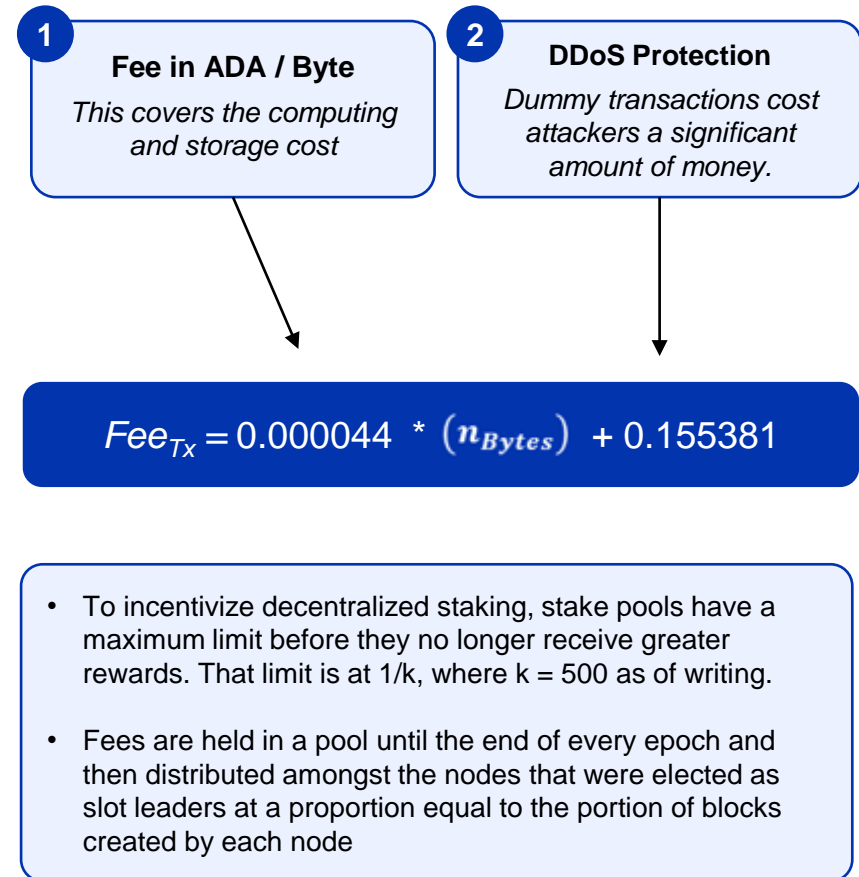 1
Fee in ADA / Byte
This covers the computing
and storage cost
2
DDoS Protection
Dummy transactions cost
attackers a significant
amount of money.
Fee_Tx = 0.000044 * (n_Bytes) + 0.155381
• To incentivize decentralized staking, stake pools have a
maximum limit before they no longer receive greater
rewards. That limit is at 1/k, where k = 500 as of writing.
• Fees are held in a pool until the end of every epoch and
then distributed amongst the nodes that were elected as
slot leaders at a proportion equal to the portion of blocks
created by each node